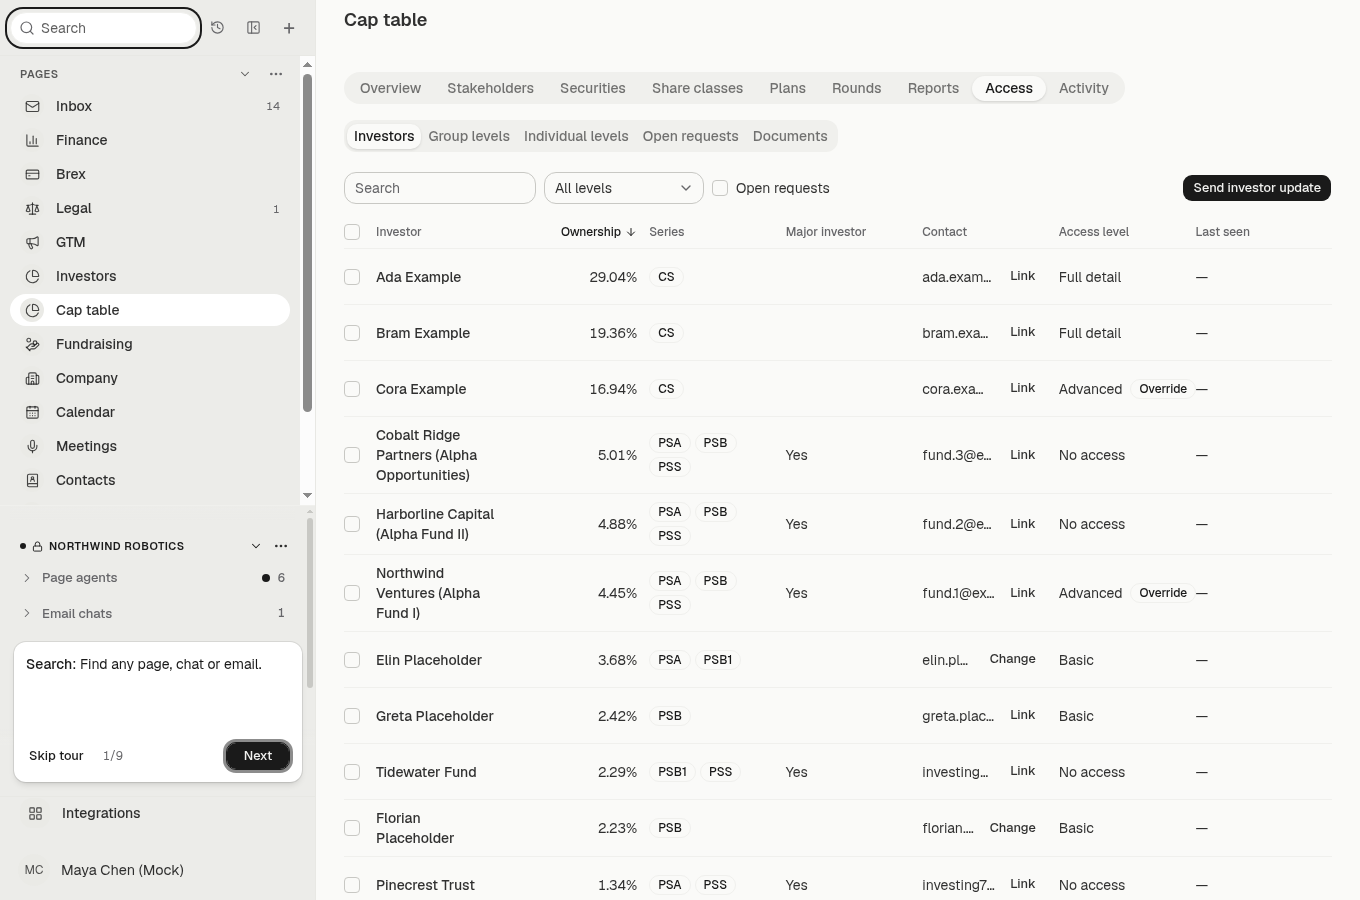 Search
PAGES
Inbox 14
Finance
Brex
Legal 1
GTM
Investors
Cap table
Fundraising
Company
Calendar
Meetings
Contacts
NORTHWIND ROBOTICS
Page agents 6
Email chats 1
Search: Find any page, chat or email.
Skip tour 1/9 Next
Integrations
MC Maya Chen (Mock)
Cap table
Overview Stakeholders Securities Share classes Plans Rounds Reports Access Activity
Investors Group levels Individual levels Open requests Documents
Search All levels Open requests Send investor update
Investor Ownership ↓ Series Major investor Contact Access level Last seen
Ada Example 29.04% CS ada.exam… Link Full detail —
Bram Example 19.36% CS bram.exa… Link Full detail —
Cora Example 16.94% CS cora.exa… Link Advanced Override —
Cobalt Ridge
Partners (Alpha
Opportunities) 5.01% PSA PSB
PSS Yes fund.3@e… Link No access —
Harborline Capital
(Alpha Fund II) 4.88% PSA PSB
PSS Yes fund.2@e… Link No access —
Northwind
Ventures (Alpha
Fund I) 4.45% PSA PSB
PSS Yes fund.1@ex… Link Advanced Override —
Elin Placeholder 3.68% PSA PSB1 elin.pl… Change Basic —
Greta Placeholder 2.42% PSB greta.plac… Link Basic —
Tidewater Fund 2.29% PSB1 PSS Yes investing… Link No access —
Florian
Placeholder 2.23% PSB florian.… Change Basic —
Pinecrest Trust 1.34% PSA PSS Yes investing7… Link No access —